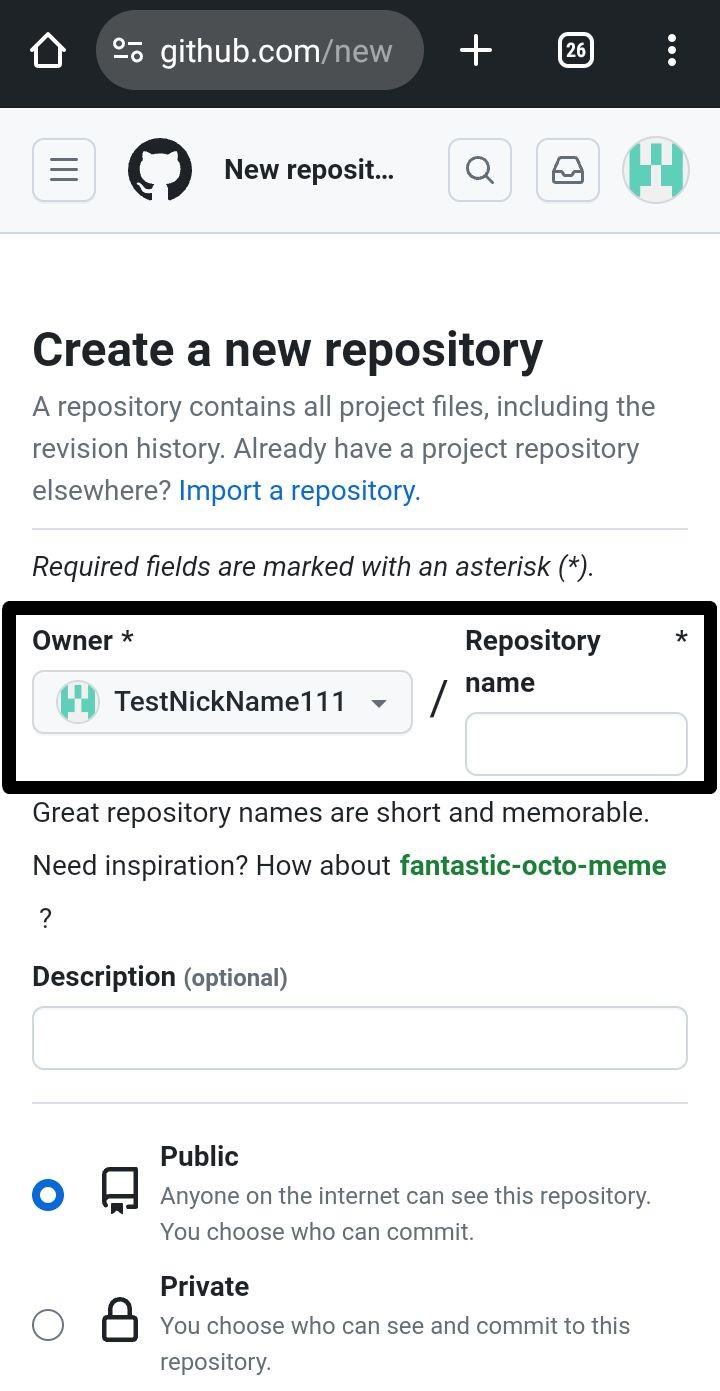 github.com/new
26
New reposit...
Create a new repository
A repository contains all project files, including the
revision history. Already have a project repository
elsewhere? Import a repository.
Required fields are marked with an asterisk (*).
Owner *
Repository *
name
TestNickName111 /
Great repository names are short and memorable.
Need inspiration? How about fantastic-octo-meme
?
Description (optional)
Public
Anyone on the internet can see this repository.
You choose who can commit.
Private
You choose who can see and commit to this
repository.